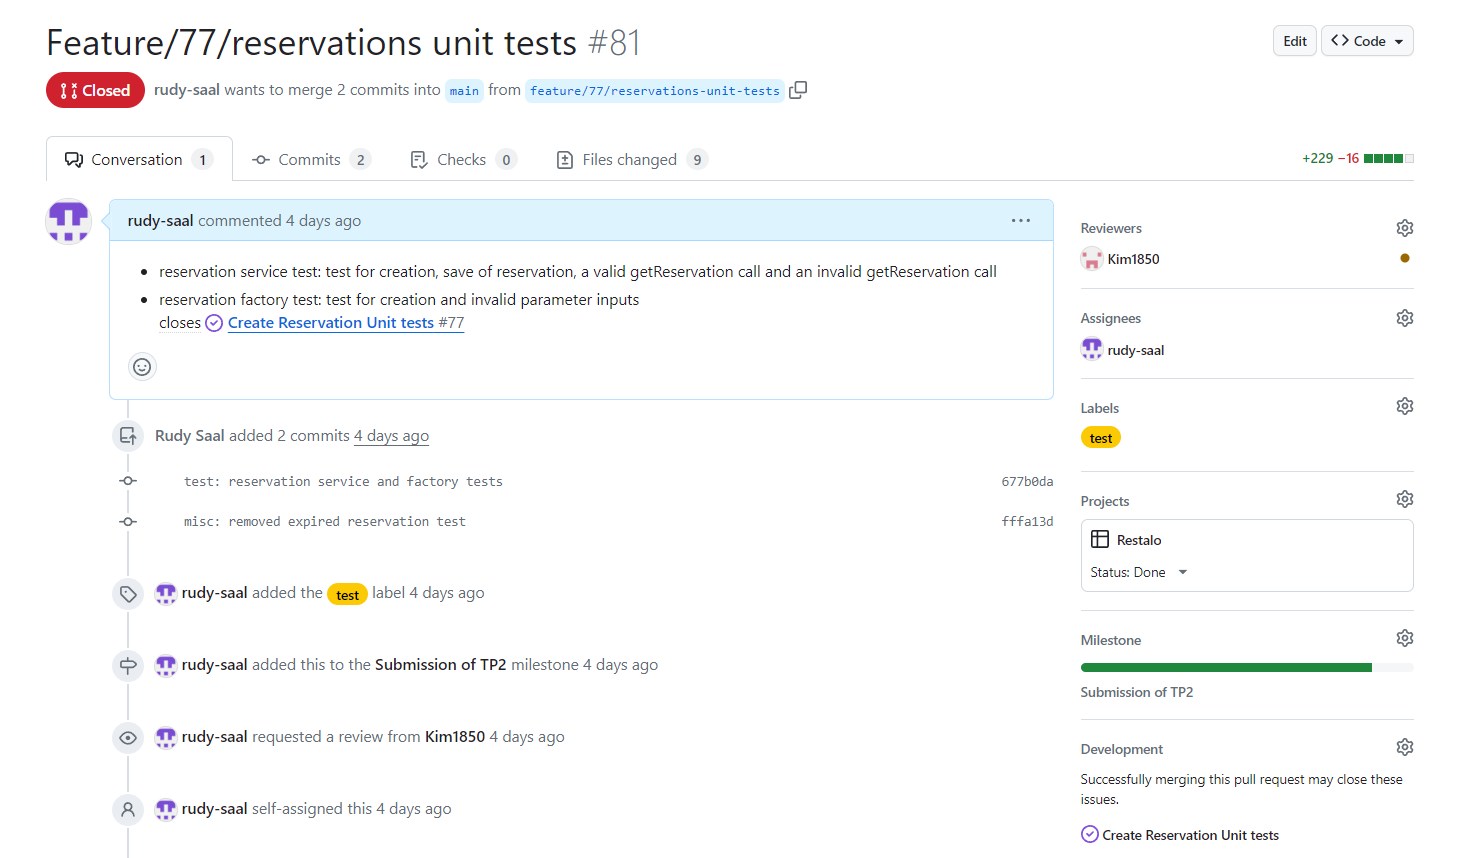 Feature/77/reservations unit tests #81
Edit
Code
Closed
rudy-saal wants to merge 2 commits into main from feature/77/reservations-unit-tests
Conversation 1
Commits 2
Checks 0
Files changed 9
+229 −16
rudy-saal commented 4 days ago
reservation service test: test for creation, save of reservation, a valid getReservation call and an invalid getReservation call
reservation factory test: test for creation and invalid parameter inputs
closes Create Reservation Unit tests #77
Rudy Saal added 2 commits 4 days ago
test: reservation service and factory tests 677b0da
misc: removed expired reservation test fffa13d
rudy-saal added the test label 4 days ago
rudy-saal added this to the Submission of TP2 milestone 4 days ago
rudy-saal requested a review from Kim1850 4 days ago
rudy-saal self-assigned this 4 days ago
Reviewers
Kim1850
Assignees
rudy-saal
Labels
test
Projects
Restalo
Status: Done
Milestone
Submission of TP2
Development
Successfully merging this pull request may close these
issues.
Create Reservation Unit tests